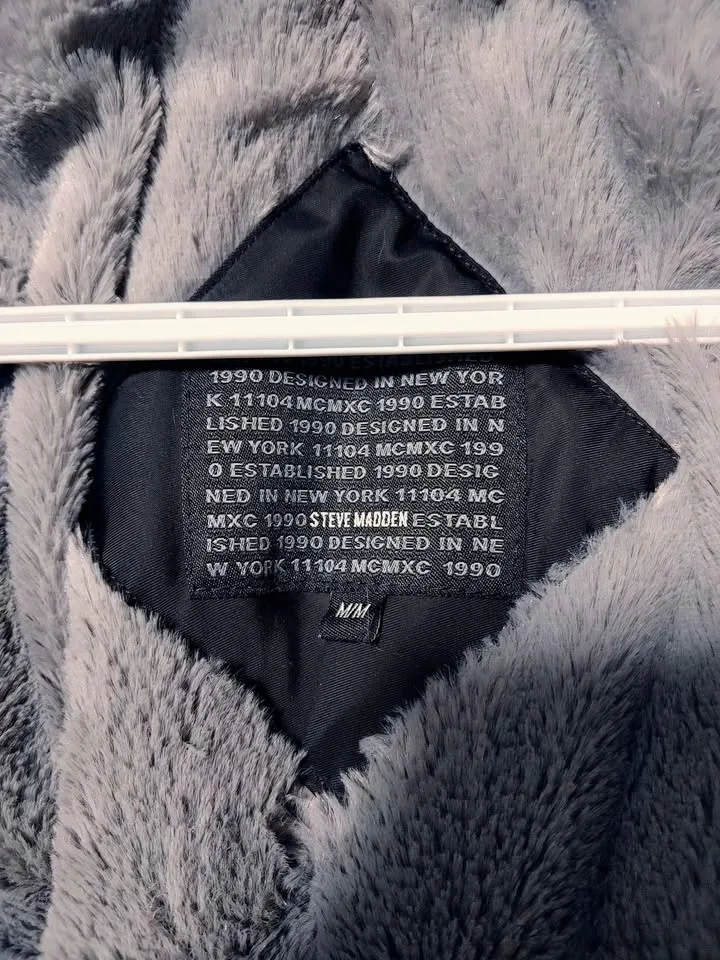 1990 ESTABLISHED
1990 DESIGNED IN NEW YOR
K 11104 MCMXC 1990 ESTAB
LISHED 1990 DESIGNED IN N
EW YORK 11104 MCMXC 199
0 ESTABLISHED 1990 DESIG
NED IN NEW YORK 11104 MC
MXC 1990 STEVE MADDEN ESTABL
ISHED 1990 DESIGNED IN NE
W YORK 11104 MCMXC 1990
M/M